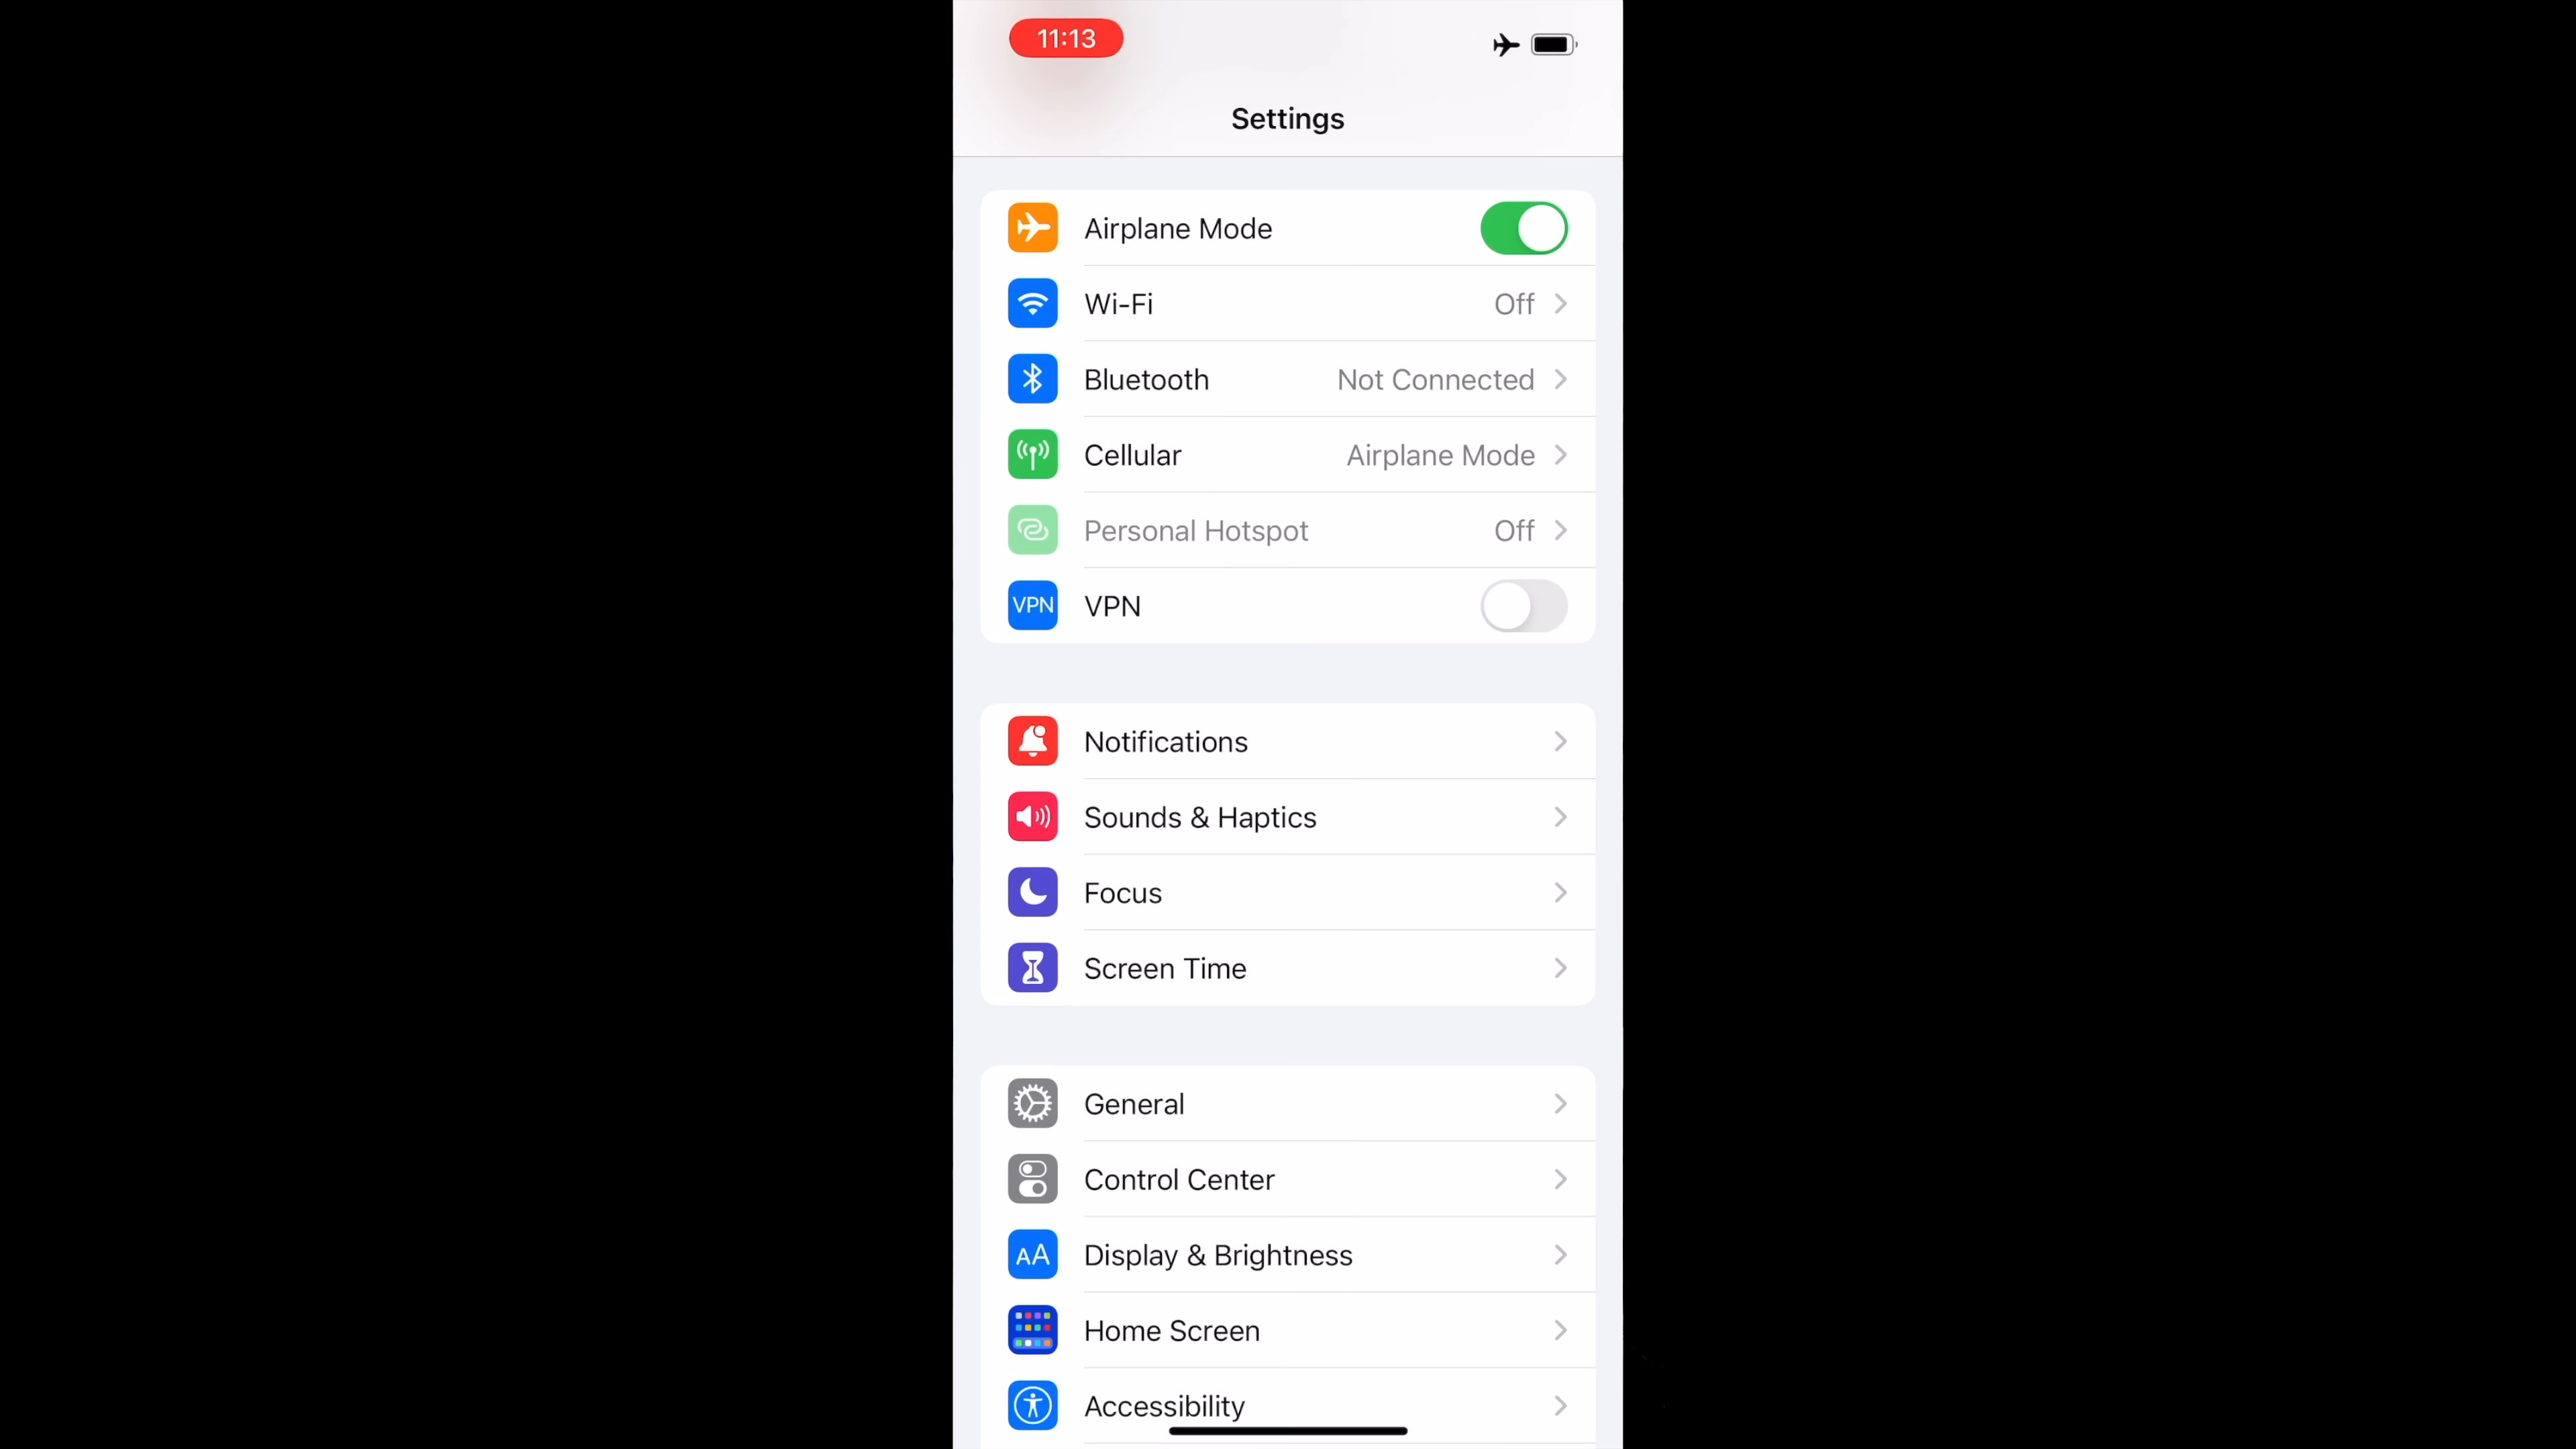 11:13
Settings
Airplane Mode
Wi-Fi Off
Bluetooth Not Connected
Cellular Airplane Mode
Personal Hotspot Off
VPN VPN
Notifications
Sounds & Haptics
Focus
Screen Time
General
Control Center
AA Display & Brightness
Home Screen
Accessibility